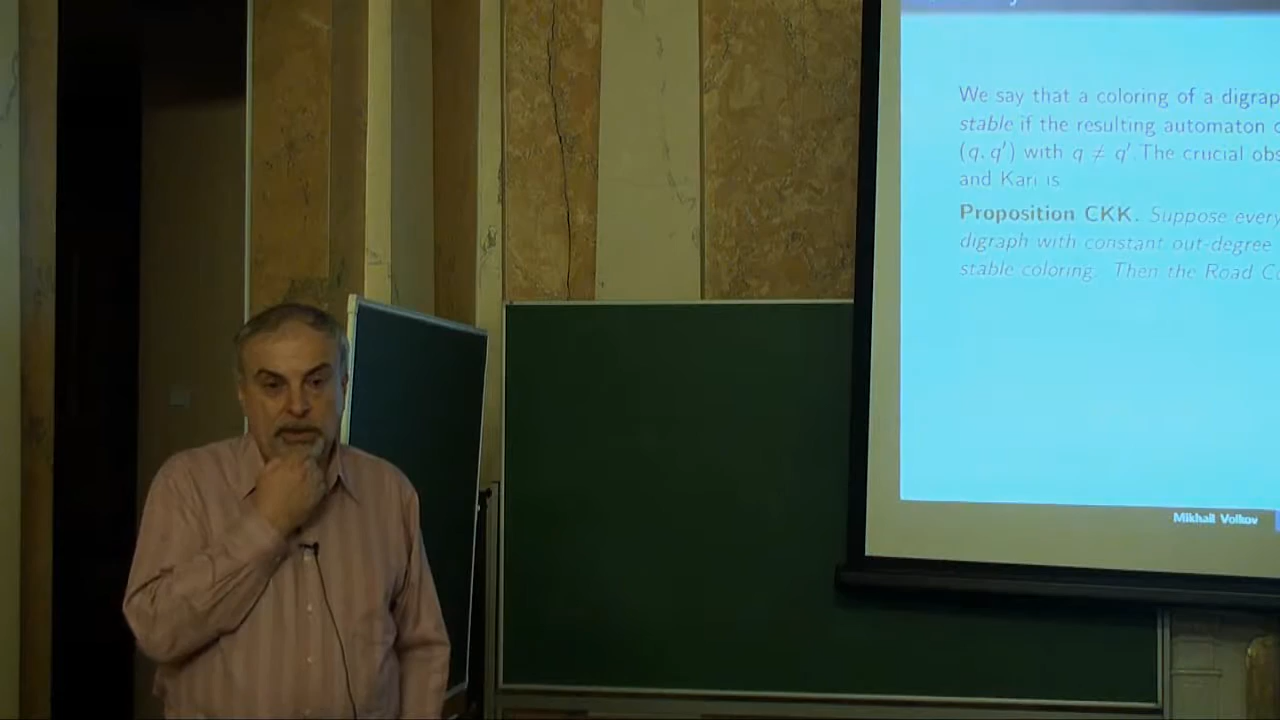 We say that a coloring of a digrap
stable if the resulting automaton
(q, q′) with q ≠ q′. The crucial obs
and Kari is
Proposition CKK. Suppose every
digraph with constant out-degree
stable coloring. Then the Road C
Mikhail Volkov